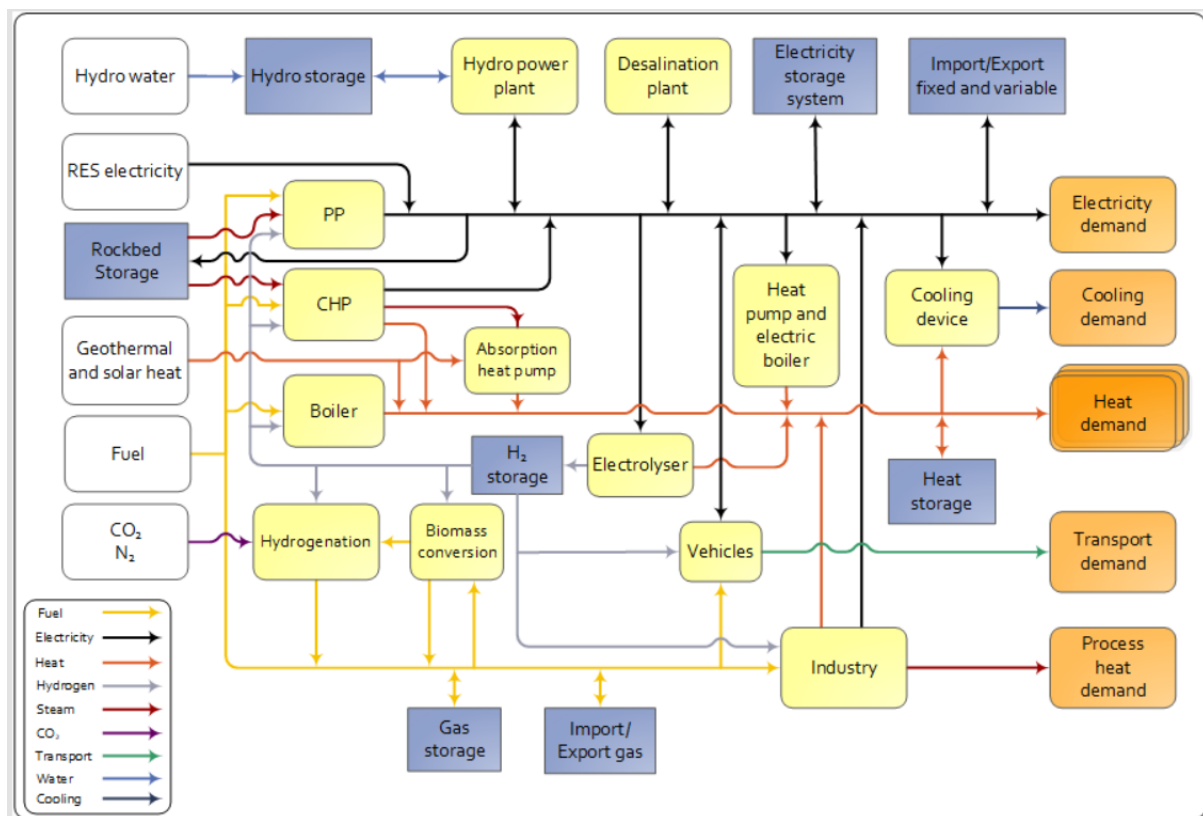 Hydro water
Hydro storage
Hydro power
plant
Desalination
plant
Electricity
storage
system
Import/Export
fixed and variable
RES electricity
PP
Electricity
demand
Rockbed
Storage
CHP
Heat
pump and
electric
boiler
Cooling
device
Cooling
demand
Geothermal
and solar heat
Absorption
heat pump
Boiler
Heat
demand
Fuel
H₂
storage
Electrolyser
Heat
storage
CO₂
N₂
Hydrogenation
Biomass
conversion
Vehicles
Transport
demand
Fuel
Electricity
Heat
Hydrogen
Steam
CO₂
Transport
Water
Cooling
Industry
Process
heat
demand
Gas
storage
Import/
Export gas